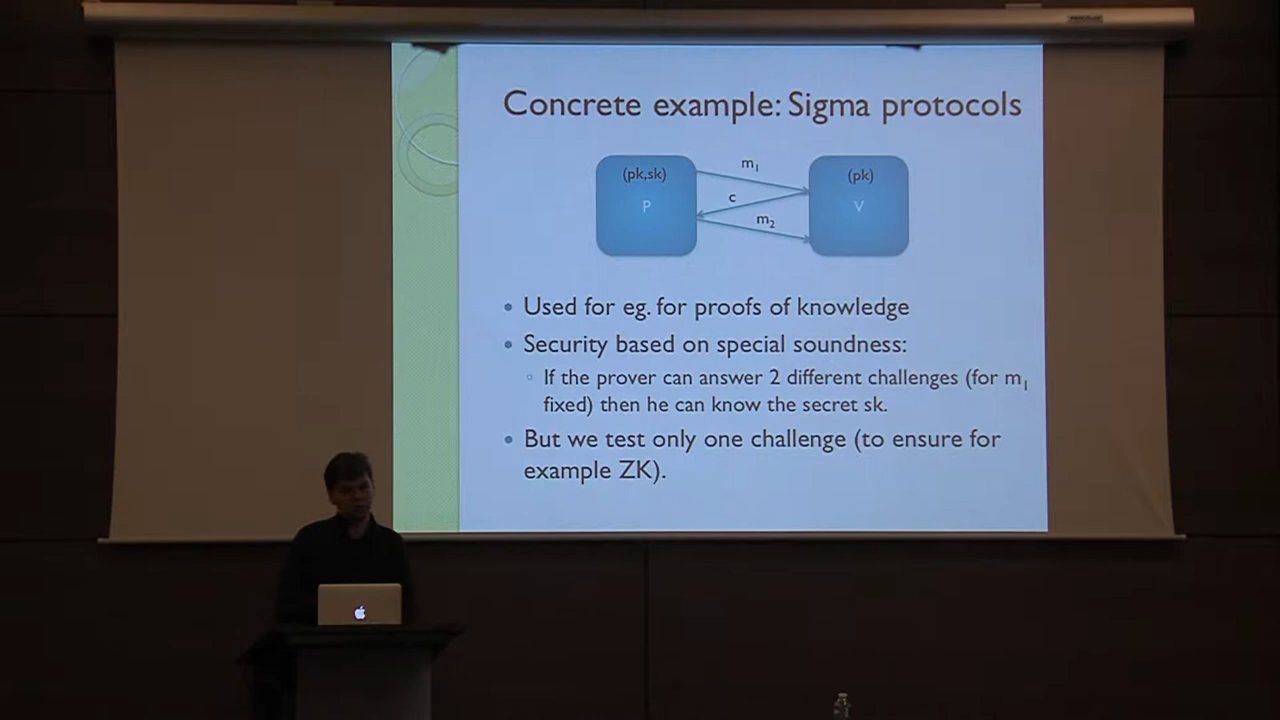 Concrete example: Sigma protocols
(pk,sk)
P
m₁
c
m₂
(pk)
V
• Used for eg. for proofs of knowledge
• Security based on special soundness:
◦ If the prover can answer 2 different challenges (for m₁
fixed) then he can know the secret sk.
• But we test only one challenge (to ensure for
example ZK).